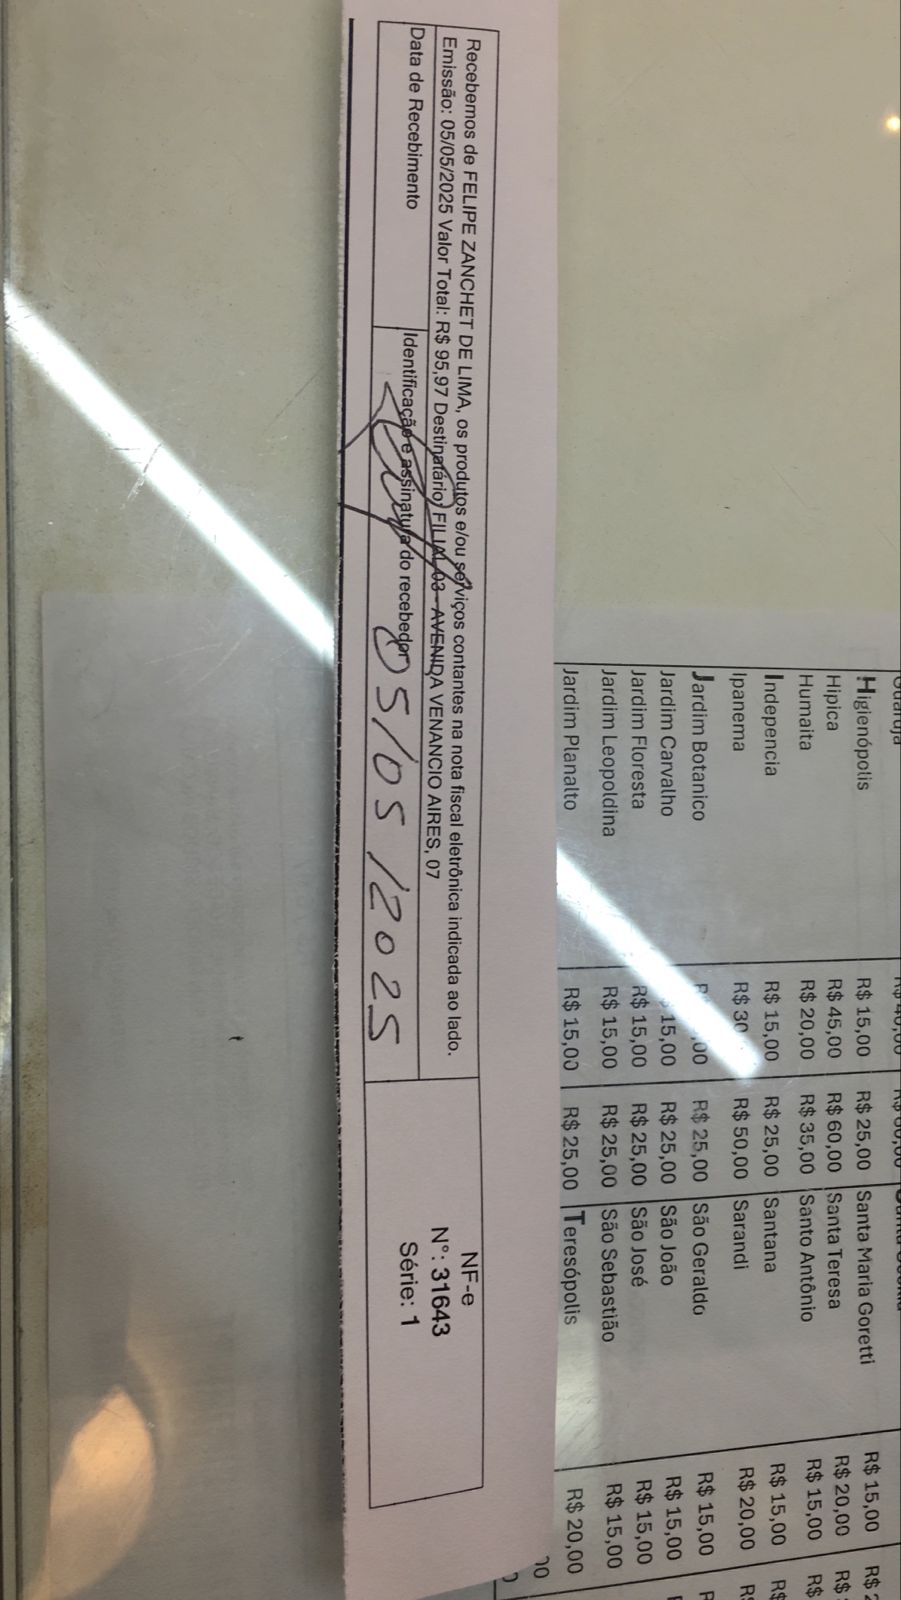 Recebemos de FELIPE ZANCHET DE LIMA, os produtos e/ou serviços contantes na nota fiscal eletrônica indicada ao lado.
Emissão: 05/05/2025 Valor Total: R$ 95,97 Destinatário: FILIAL 03 - AVENIDA VENANCIO AIRES, 07
Data de Recebimento
Identificação e assinatura do recebedor
05/05/2025
NF-e
Nº: 31643
Série: 1
Guaruja
Higienópolis R$ 15,00 R$ 25,00 Santa Maria Goretti R$ 15,00
Hipica R$ 45,00 R$ 60,00 Santa Teresa R$ 20,00 R$
Humaita R$ 20,00 R$ 35,00 Santo Antônio R$ 15,00 R$
Indepencia R$ 15,00 R$ 25,00 Santana R$ 15,00 R$
Ipanema R$ 30 R$ 50,00 Sarandi R$ 20,00 R
Jardim Botanico ,00 R$ 25,00 São Geraldo R$ 15,00 R
Jardim Carvalho 15,00 R$ 25,00 São João R$ 15,00
Jardim Floresta R$ 15,00 R$ 25,00 São José R$ 15,00
Jardim Leopoldina R$ 15,00 R$ 25,00 São Sebastião R$ 15,00
Jardim Planalto R$ 15,00 R$ 25,00 Teresópolis R$ 20,00